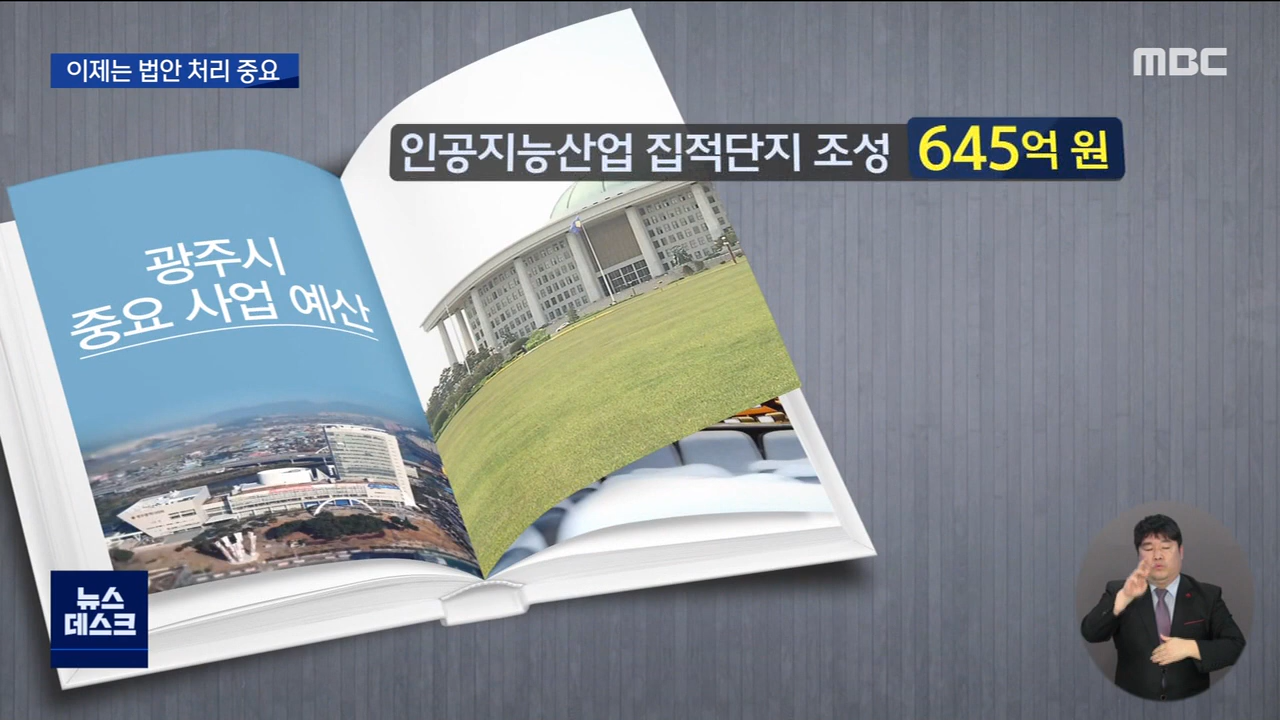 이제는 법안 처리 중요
MBC
인공지능산업 집적단지 조성 645억 원
광주시
중요 사업 예산
뉴스
데스크